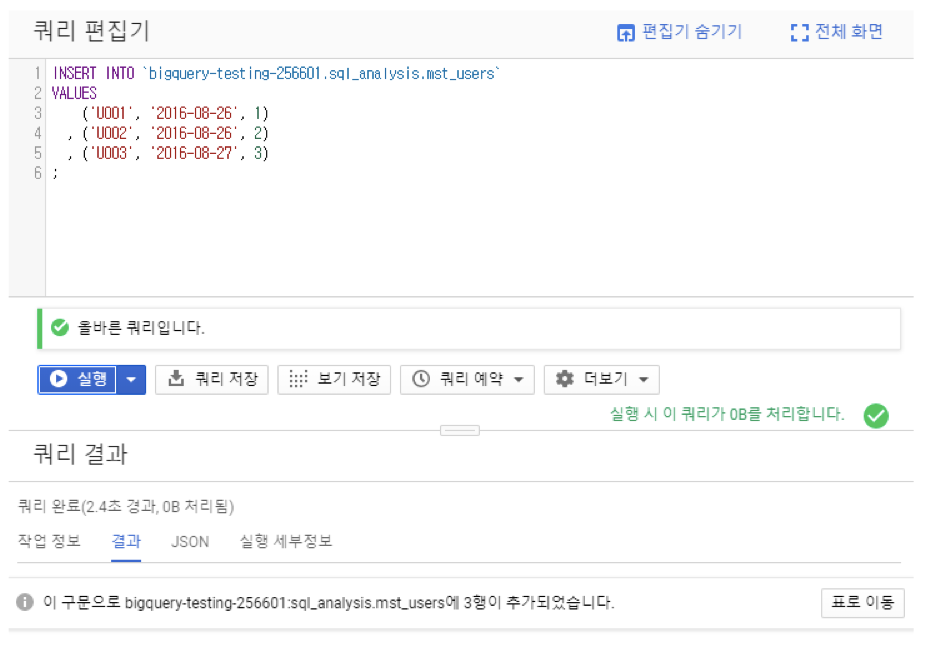 쿼리 편집기
편집기 숨기기
전체 화면
1 INSERT INTO `bigquery-testing-256601.sql_analysis.mst_users`
2 VALUES
3 ('U001', '2016-08-26', 1)
4 , ('U002', '2016-08-26', 2)
5 , ('U003', '2016-08-27', 3)
6 ;
올바른 쿼리입니다.
실행 쿼리 저장 보기 저장 쿼리 예약 더보기
실행 시 이 쿼리가 0B를 처리합니다.
쿼리 결과
쿼리 완료(2.4초 경과, 0B 처리됨)
작업 정보 결과 JSON 실행 세부정보
이 구문으로 bigquery-testing-256601:sql_analysis.mst_users에 3행이 추가되었습니다. 표로 이동